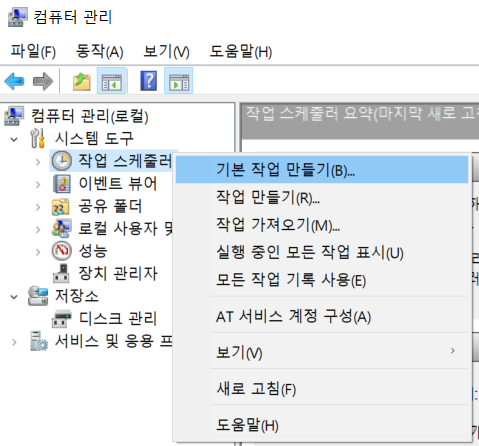 컴퓨터 관리
파일(F) 동작(A) 보기(V) 도움말(H)
컴퓨터 관리(로컬)
시스템 도구
작업 스케줄러
이벤트 뷰어
공유 폴더
로컬 사용자 및
성능
장치 관리자
저장소
디스크 관리
서비스 및 응용 프
작업 스케줄러 요약(마지막 새로 고
기본 작업 만들기(B)...
작업 만들기(R)...
작업 가져오기(M)...
실행 중인 모든 작업 표시(U)
모든 작업 기록 사용(E)
AT 서비스 계정 구성(A)
보기(V)
새로 고침(F)
도움말(H)